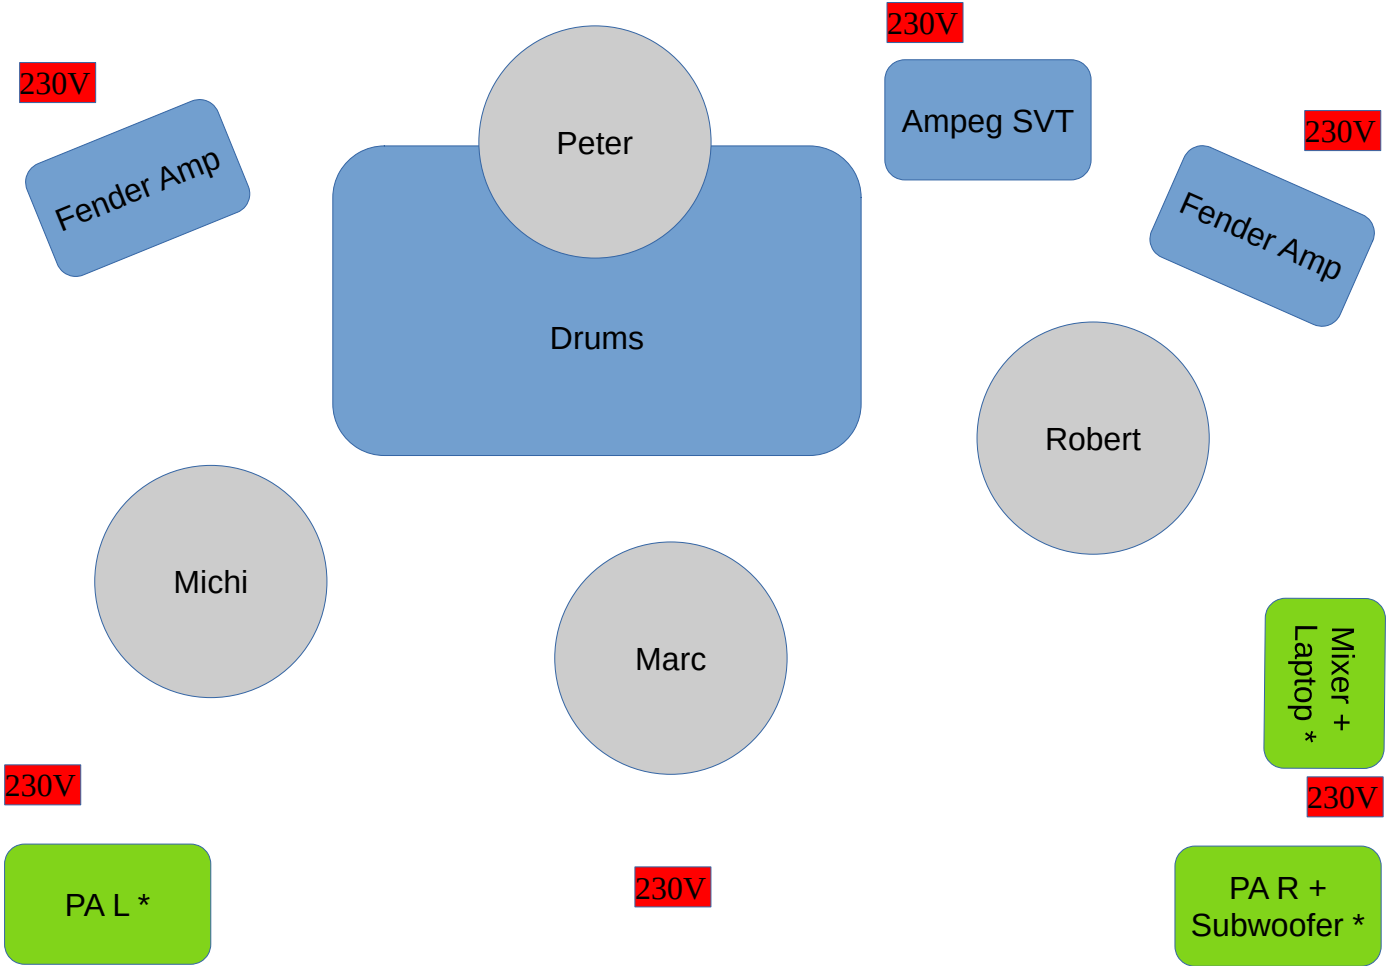 230V
230V
Peter
Ampeg SVT
230V
Fender Amp
Fender Amp
Drums
Robert
Michi
Marc
Mixer +
Laptop *
230V
230V
230V
PA L *
PA R +
Subwoofer *